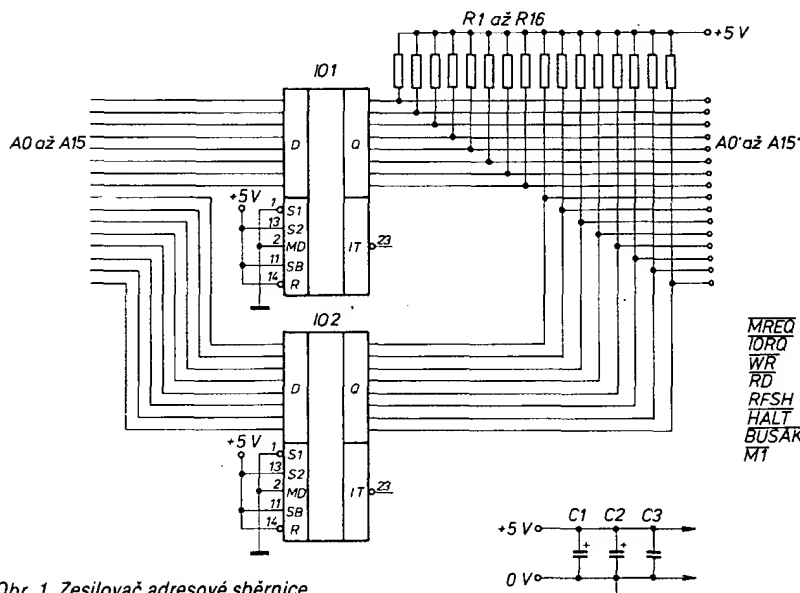 R1 až R16
+5 V
IO1
A0 až A15
D
Q
A0' až A15'
+5 V
1
S1
13
S2
2
MD
IT
23
11
SB
14
R
IO2
D
Q
+5 V
1
S1
13
S2
2
MD
IT
23
11
SB
14
R
MREQ
IORQ
WR
RD
RFSH
HALT
BUSAK
M1
C1 C2 C3
+5 V
+ +
0 V
Obr. 1. Zesilovač adresové sběrnice